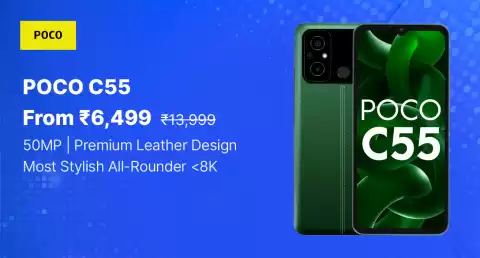 POCO
POCO C55
From ₹6,499 ₹13,999
50MP | Premium Leather Design
Most Stylish All-Rounder <8K
POCO
C55